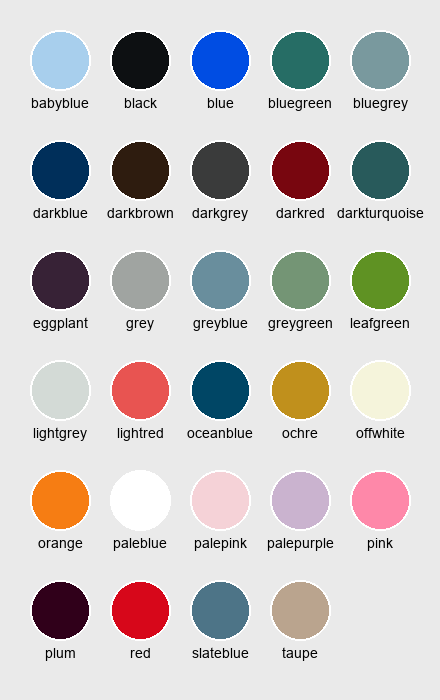 babyblue black blue bluegreen bluegrey
darkblue darkbrown darkgrey darkred darkturquoise
eggplant grey greyblue greygreen leafgreen
lightgrey lightred oceanblue ochre offwhite
orange paleblue palepink palepurple pink
plum red slateblue taupe